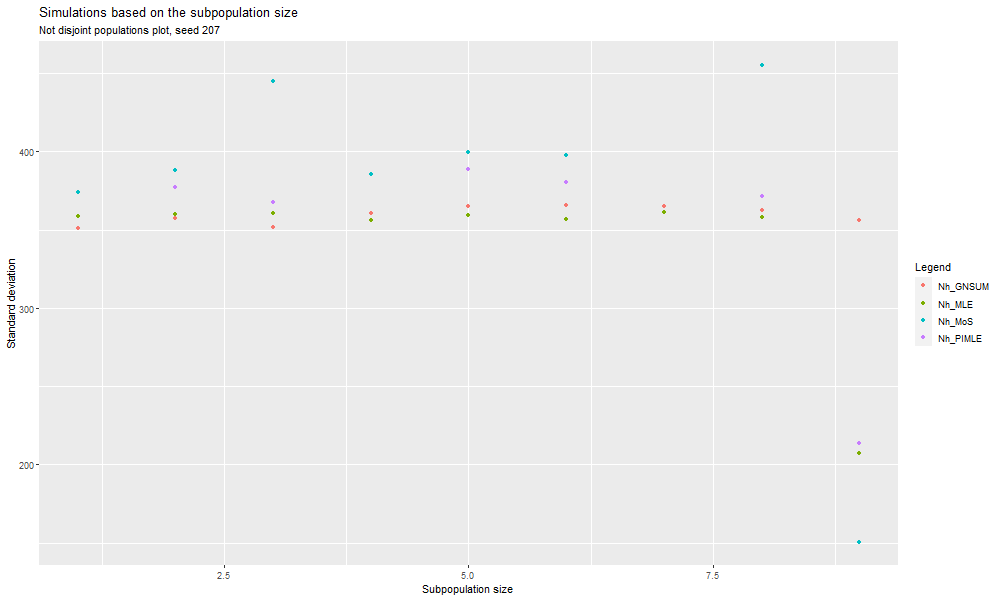 Simulations based on the subpopulation size
Not disjoint populations plot, seed 207
400
300
200
Standard deviation
2.5
5.0
7.5
Subpopulation size
Legend
Nh_GNSUM
Nh_MLE
Nh_MoS
Nh_PIMLE